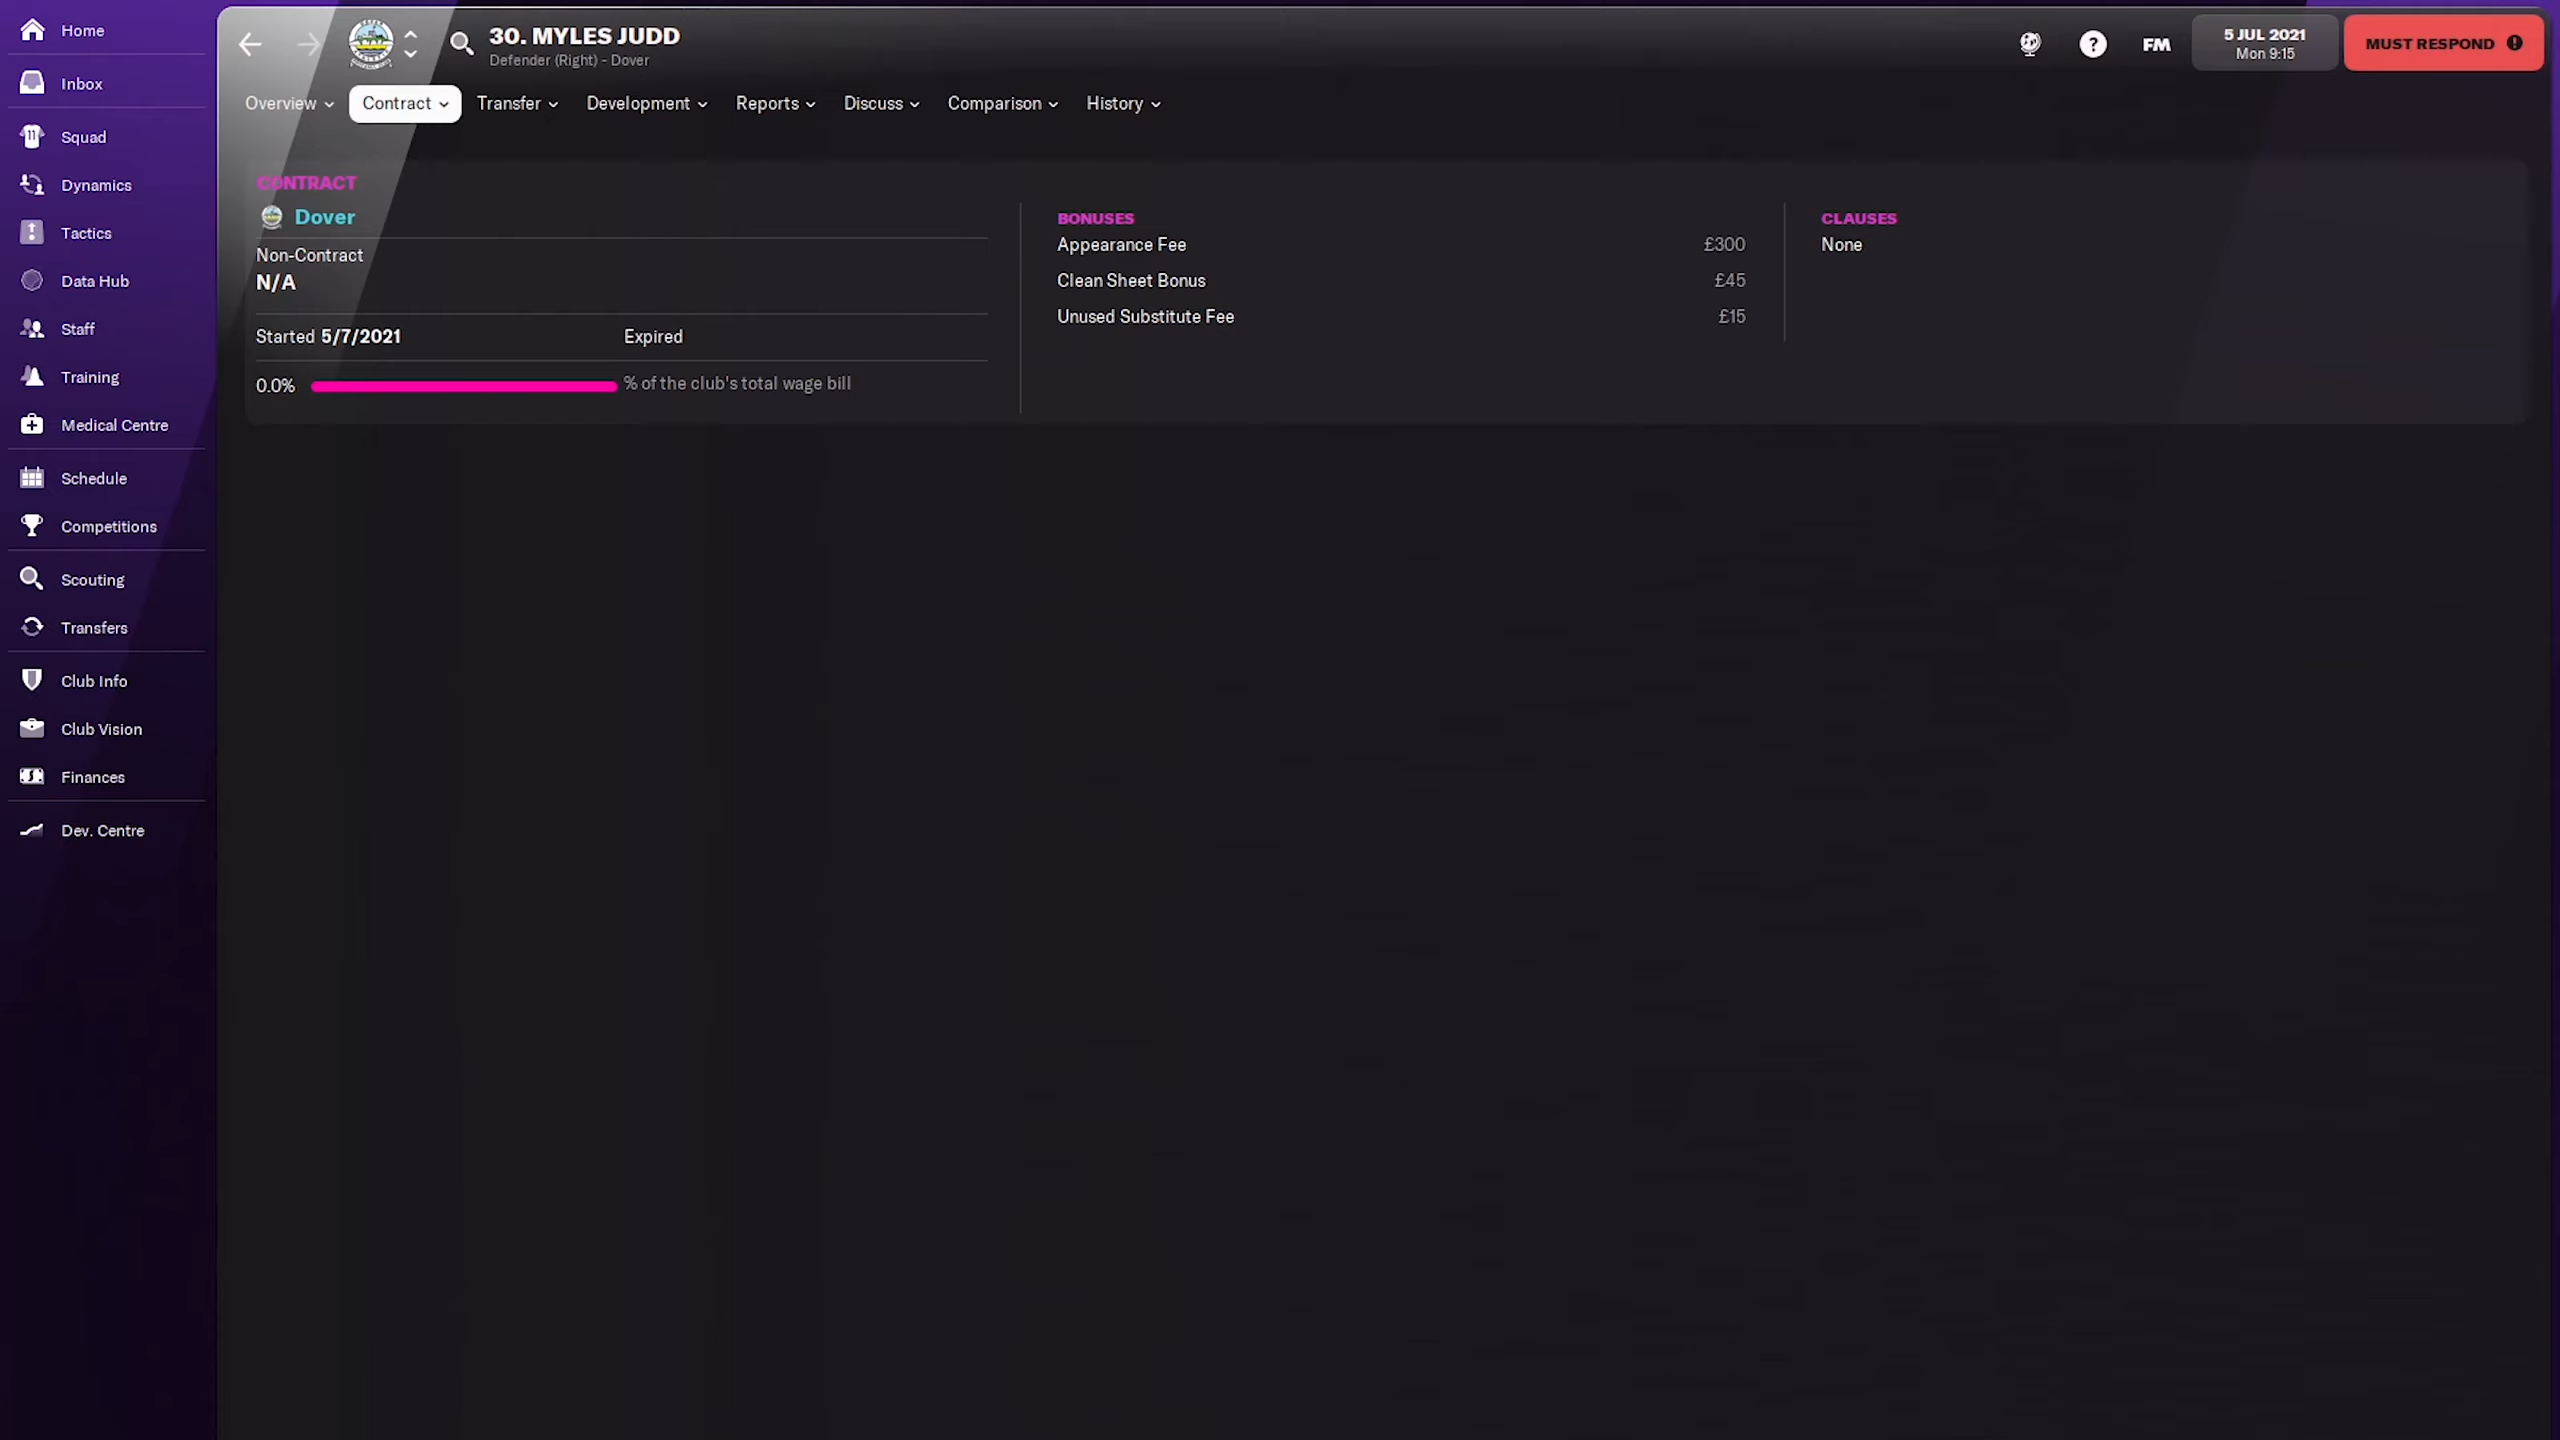 Home
Inbox
Squad
Dynamics
Tactics
Data Hub
Staff
Training
Medical Centre
Schedule
Competitions
Scouting
Transfers
Club Info
Club Vision
Finances
Dev. Centre
30. MYLES JUDD
Defender (Right) - Dover
FM
5 JUL 2021
Mon 9:15
MUST RESPOND
Overview
Contract
Transfer
Development
Reports
Discuss
Comparison
History
CONTRACT
Dover
Non-Contract
N/A
Started 5/7/2021
Expired
0.0%
% of the club's total wage bill
BONUSES
Appearance Fee £300
Clean Sheet Bonus £45
Unused Substitute Fee £15
CLAUSES
None